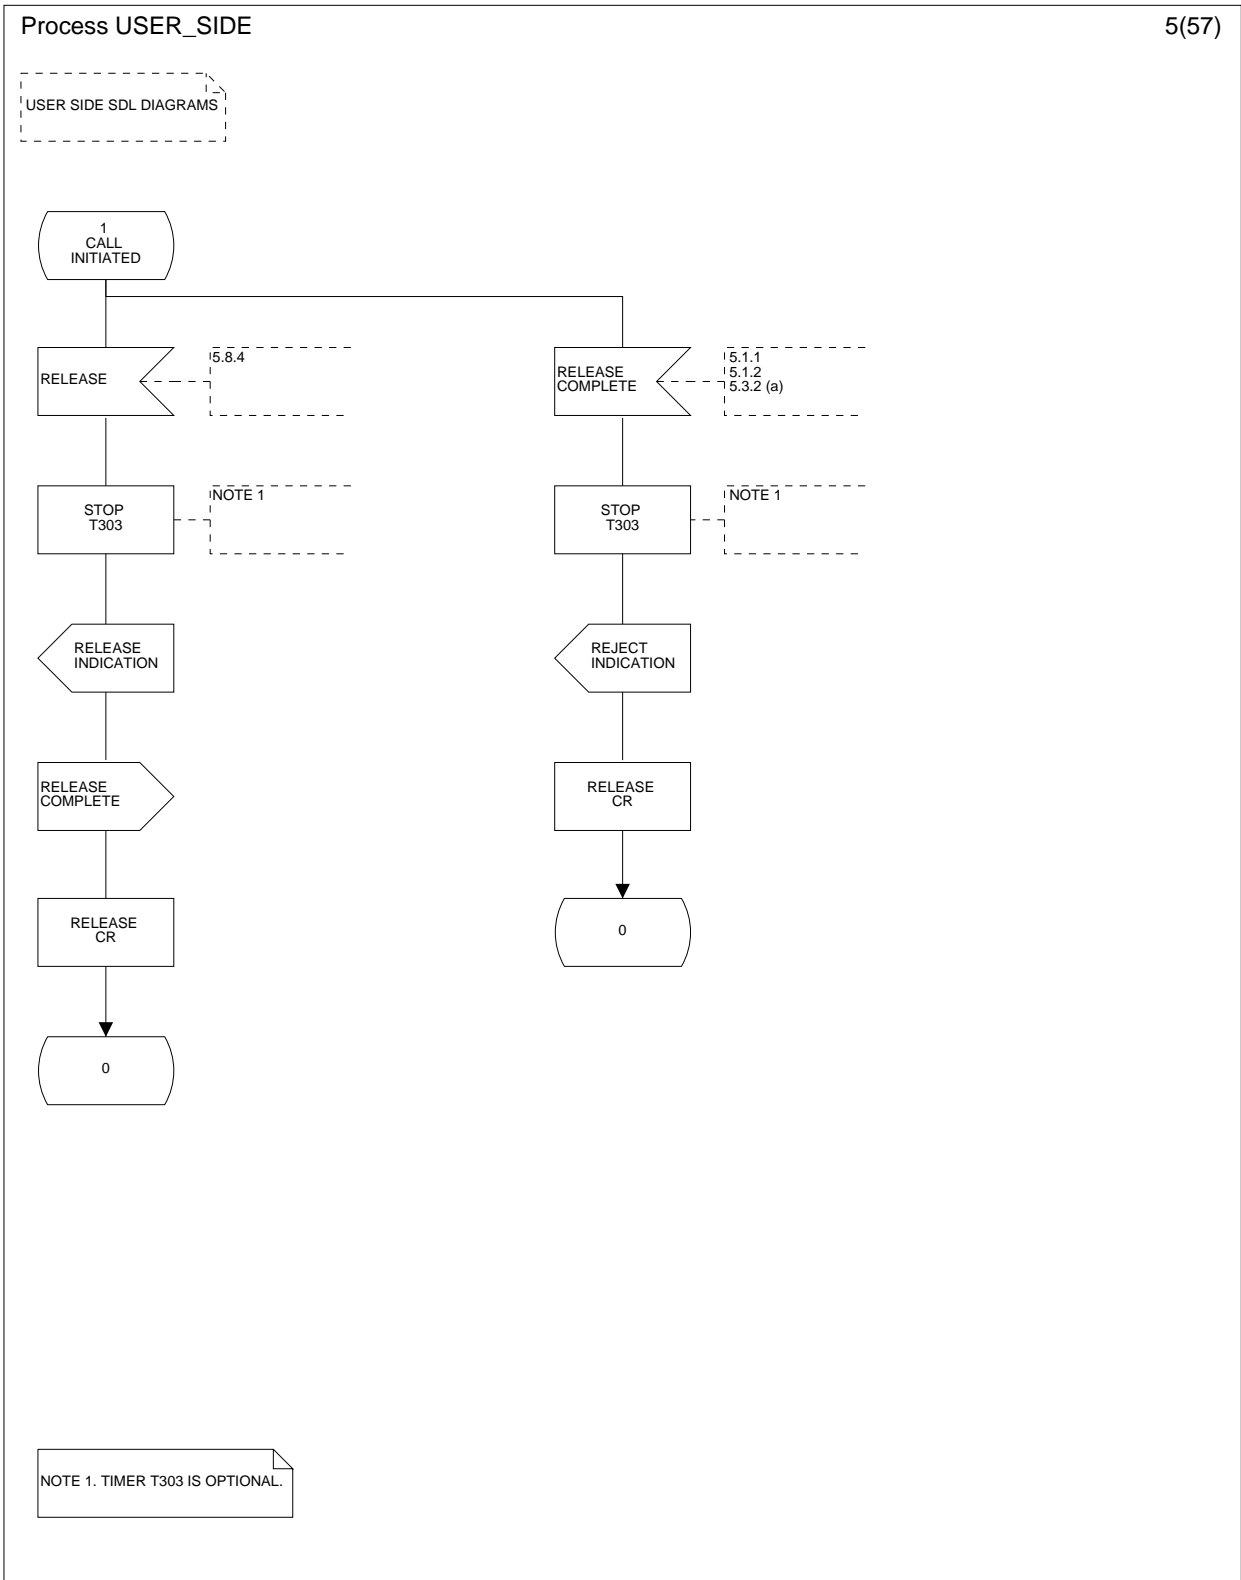 Process USER_SIDE
5(57)
USER SIDE SDL DIAGRAMS
1
CALL
INITIATED
RELEASE
5.8.4
RELEASE
COMPLETE
5.1.1
5.1.2
5.3.2 (a)
STOP
T303
NOTE 1
STOP
T303
NOTE 1
RELEASE
INDICATION
REJECT
INDICATION
RELEASE
COMPLETE
RELEASE
CR
RELEASE
CR
0
0
NOTE 1. TIMER T303 IS OPTIONAL.